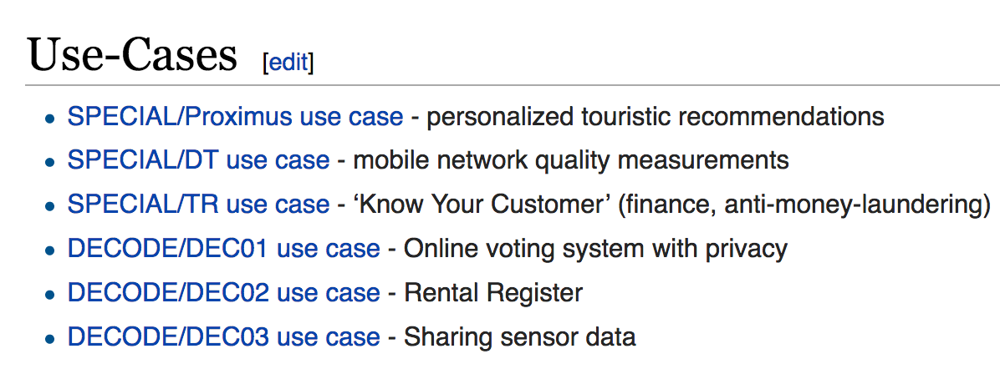 Use-Cases [edit]
SPECIAL/Proximus use case - personalized touristic recommendations
SPECIAL/DT use case - mobile network quality measurements
SPECIAL/TR use case - ‘Know Your Customer’ (finance, anti-money-laundering)
DECODE/DEC01 use case - Online voting system with privacy
DECODE/DEC02 use case - Rental Register
DECODE/DEC03 use case - Sharing sensor data